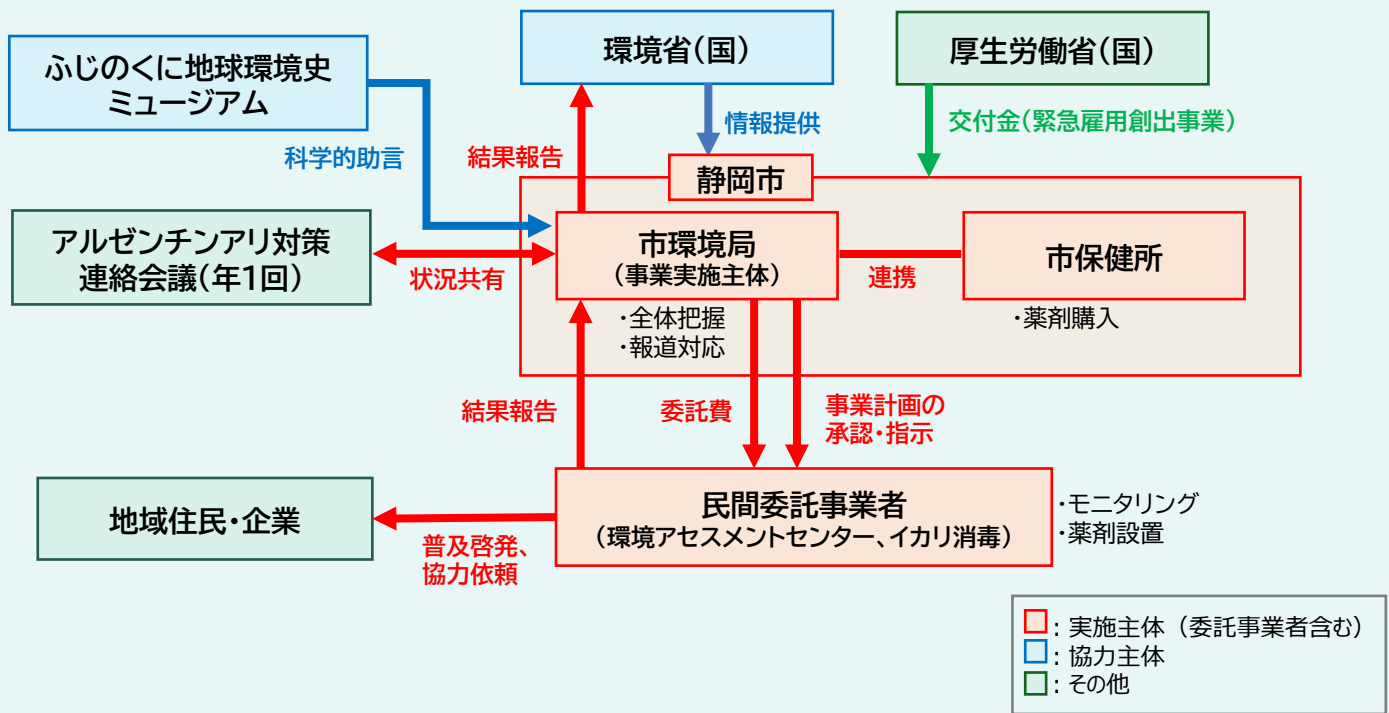 ふじのくに地球環境史
ミュージアム
環境省(国)
厚生労働省(国)
科学的助言
結果報告
情報提供
交付金(緊急雇用創出事業)
静岡市
アルゼンチンアリ対策
連絡会議(年1回)
状況共有
市環境局
(事業実施主体)
連携
市保健所
・全体把握
・報道対応
・薬剤購入
結果報告
委託費
事業計画の
承認・指示
地域住民・企業
普及啓発、
協力依頼
民間委託事業者
(環境アセスメントセンター、イカリ消毒)
・モニタリング
・薬剤設置
: 実施主体 (委託事業者含む)
: 協力主体
: その他